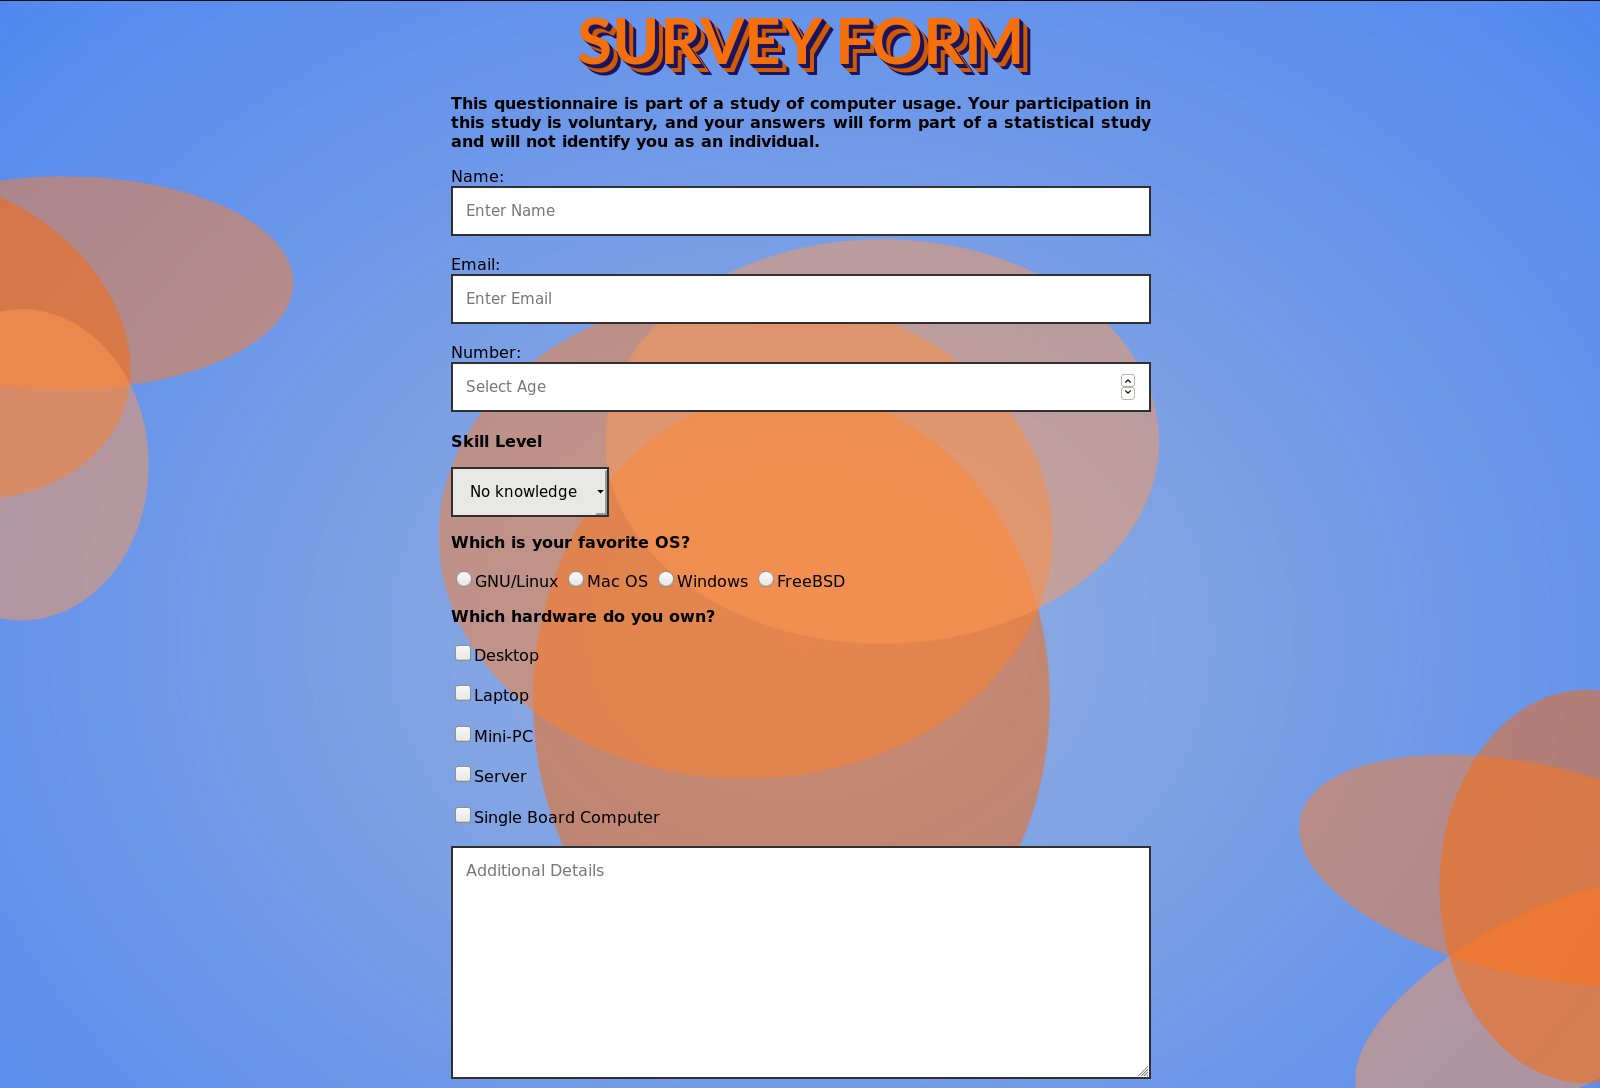 SURVEY FORM
This questionnaire is part of a study of computer usage. Your participation in
this study is voluntary, and your answers will form part of a statistical study
and will not identify you as an individual.
Name:
Enter Name
Email:
Enter Email
Number:
Select Age
Skill Level
No knowledge
Which is your favorite OS?
GNU/Linux Mac OS Windows FreeBSD
Which hardware do you own?
Desktop
Laptop
Mini-PC
Server
Single Board Computer
Additional Details